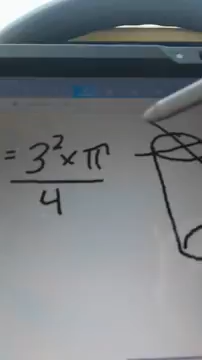 = 3² × π
4